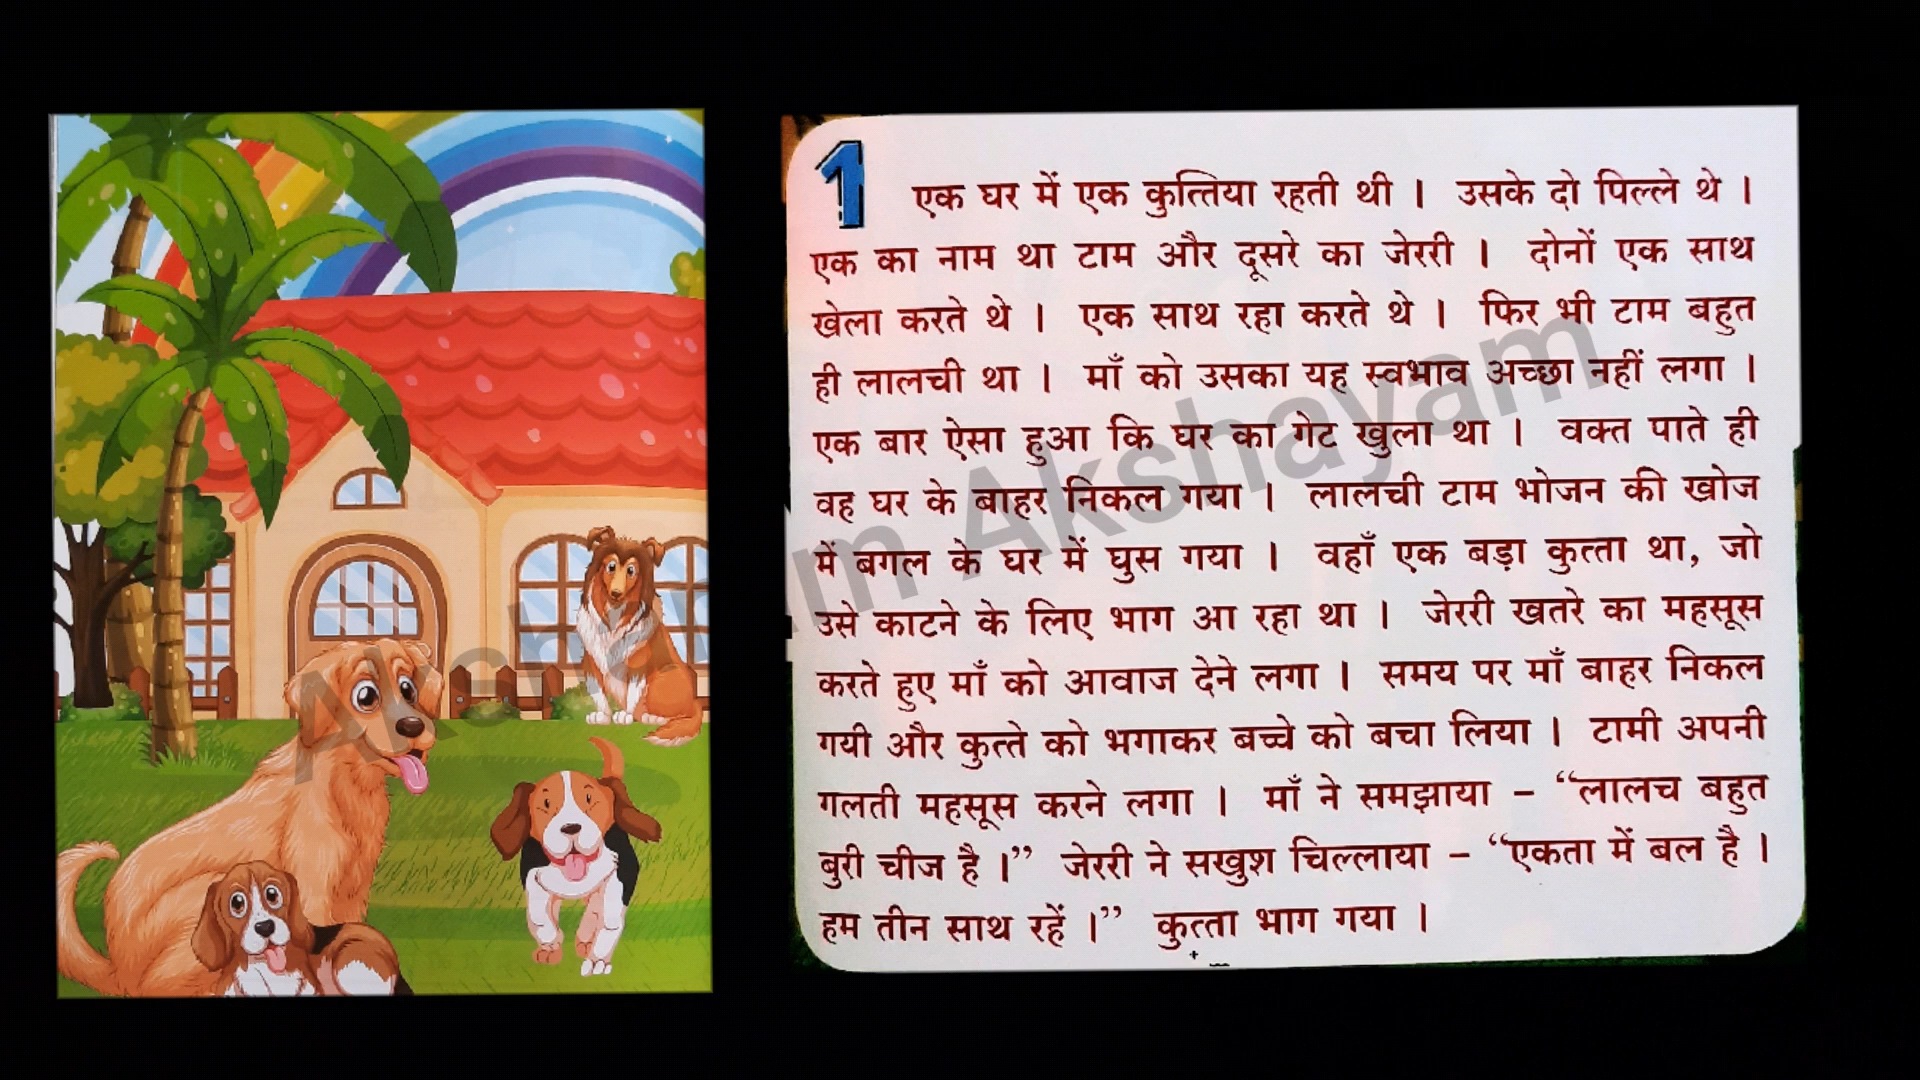 1
एक घर में एक कुत्तिया रहती थी । उसके दो पिल्ले थे ।
एक का नाम था टाम और दूसरे का जेररी । दोनों एक साथ
खेला करते थे । एक साथ रहा करते थे । फिर भी टाम बहुत
ही लालची था । माँ को उसका यह स्वभाव अच्छा नहीं लगा ।
एक बार ऐसा हुआ कि घर का गेट खुला था । वक्त पाते ही
वह घर के बाहर निकल गया । लालची टाम भोजन की खोज
में बगल के घर में घुस गया । वहाँ एक बड़ा कुत्ता था, जो
उसे काटने के लिए भाग आ रहा था । जेररी खतरे का महसूस
करते हुए माँ को आवाज देने लगा । समय पर माँ बाहर निकल
गयी और कुत्ते को भगाकर बच्चे को बचा लिया । टामी अपनी
गलती महसूस करने लगा । माँ ने समझाया – “लालच बहुत
बुरी चीज है ।” जेररी ने सखुश चिल्लाया – “एकता में बल है ।
हम तीन साथ रहें ।” कुत्ता भाग गया ।
Aksharam Akshayam